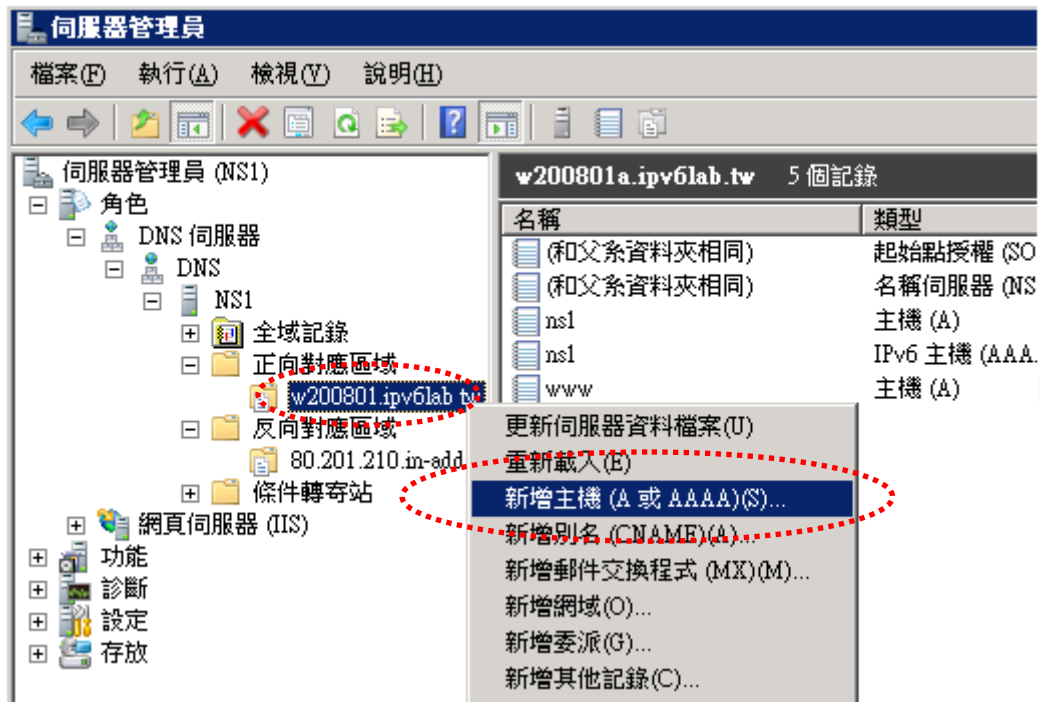 伺服器管理員
檔案(F) 執行(A) 檢視(V) 說明(H)
伺服器管理員 (NS1)
角色
DNS 伺服器
DNS
NS1
全域記錄
正向對應區域
w200801.ipv6lab.tw
反向對應區域
80.201.210.in-add
條件轉寄站
網頁伺服器 (IIS)
功能
診斷
設定
存放
w200801a.ipv6lab.tw 5 個記錄
名稱 類型
(和父系資料夾相同) 起始點授權 (SO
(和父系資料夾相同) 名稱伺服器 (NS
ns1 主機 (A)
ns1 IPv6 主機 (AAA.
www 主機 (A)
更新伺服器資料檔案(U)
重新載入(E)
新增主機 (A 或 AAAA)(S)...
新增別名 (CNAME)(A)...
新增郵件交換程式 (MX)(M)...
新增網域(O)...
新增委派(G)...
新增其他記錄(C)...